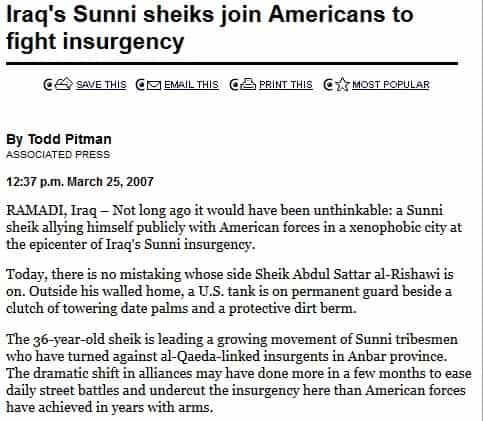 Iraq's Sunni sheiks join Americans to
fight insurgency
SAVE THIS EMAIL THIS PRINT THIS MOST POPULAR
By Todd Pitman
ASSOCIATED PRESS
12:37 p.m. March 25, 2007
RAMADI, Iraq – Not long ago it would have been unthinkable: a Sunni
sheik allying himself publicly with American forces in a xenophobic city at
the epicenter of Iraq's Sunni insurgency.
Today, there is no mistaking whose side Sheik Abdul Sattar al-Rishawi is
on. Outside his walled home, a U.S. tank is on permanent guard beside a
clutch of towering date palms and a protective dirt berm.
The 36-year-old sheik is leading a growing movement of Sunni tribesmen
who have turned against al-Qaeda-linked insurgents in Anbar province.
The dramatic shift in alliances may have done more in a few months to ease
daily street battles and undercut the insurgency here than American forces
have achieved in years with arms.